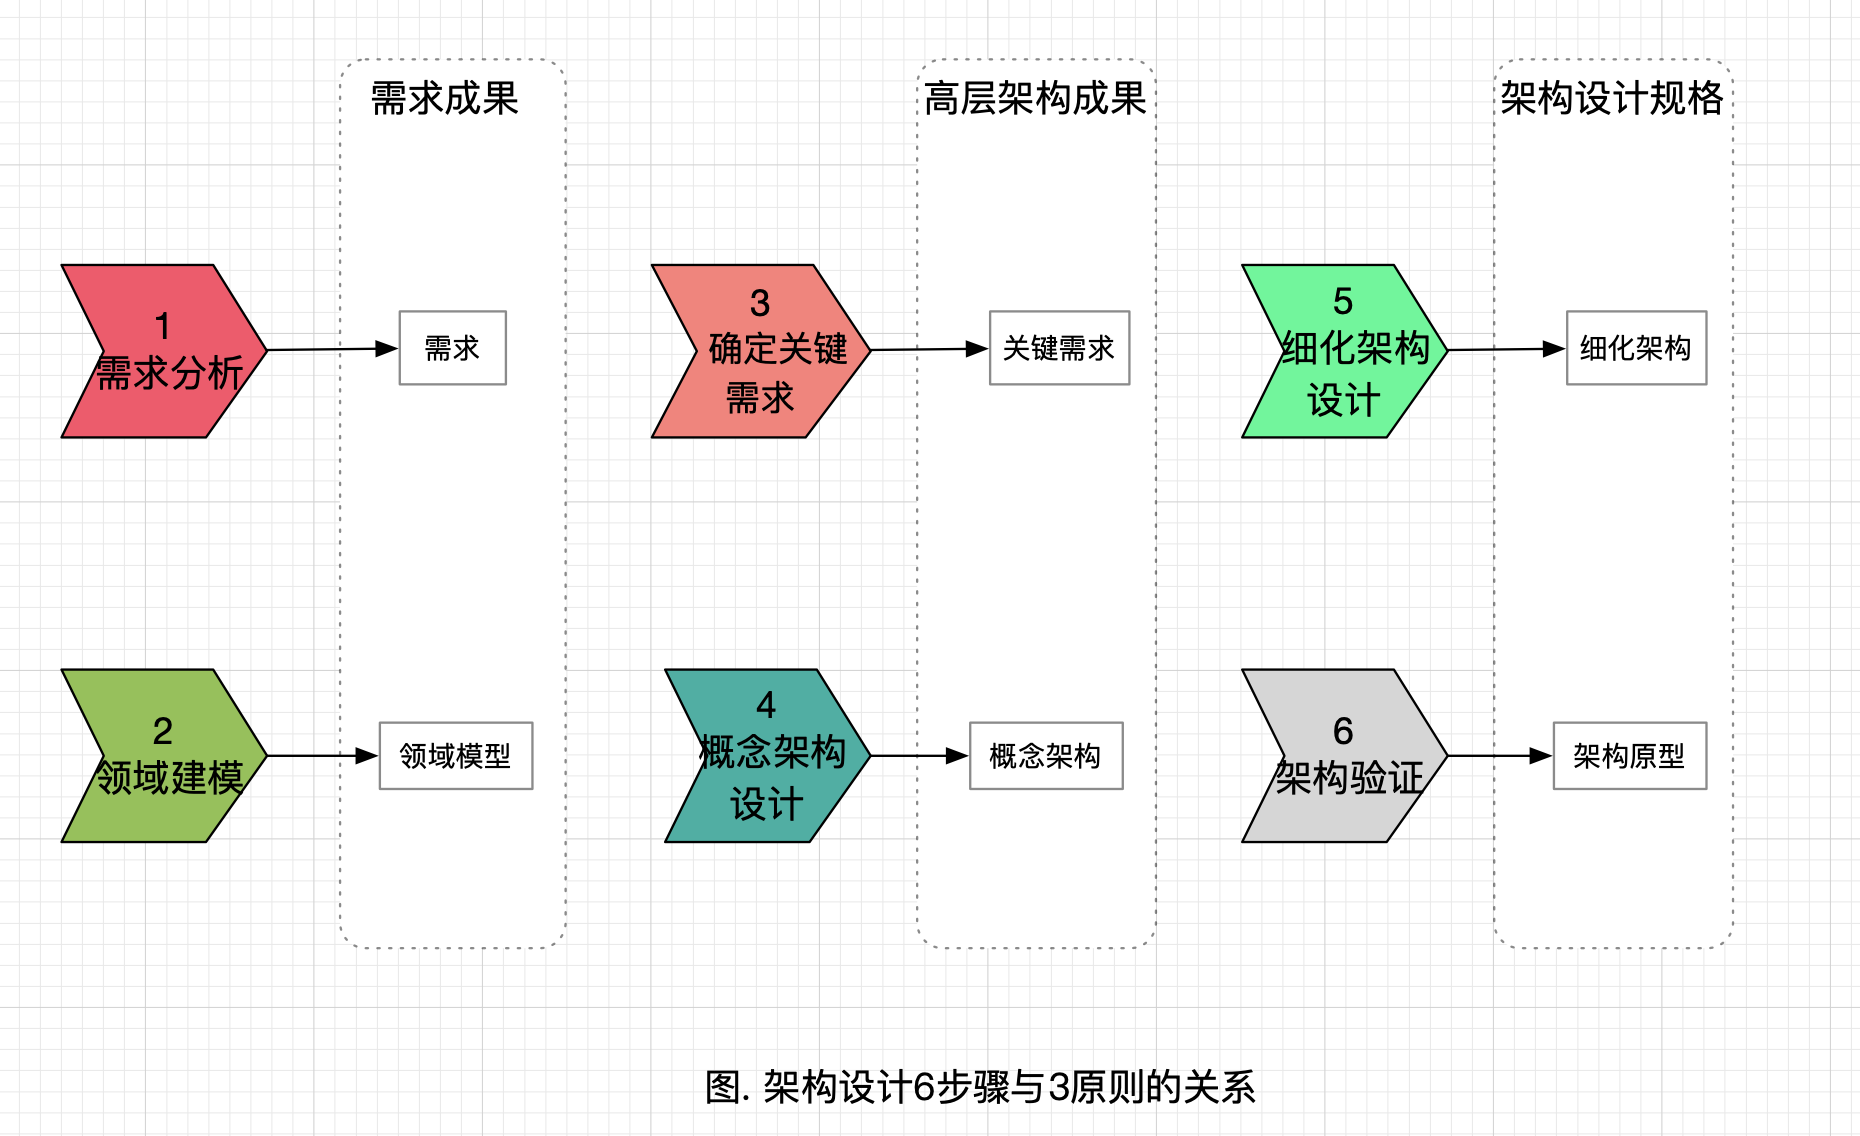 需求成果
高层架构成果
架构设计规格
1
需求分析
需求
3
确定关键
需求
关键需求
5
细化架构
设计
细化架构
2
领域建模
领域模型
4
概念架构
设计
概念架构
6
架构验证
架构原型
图. 架构设计6步骤与3原则的关系